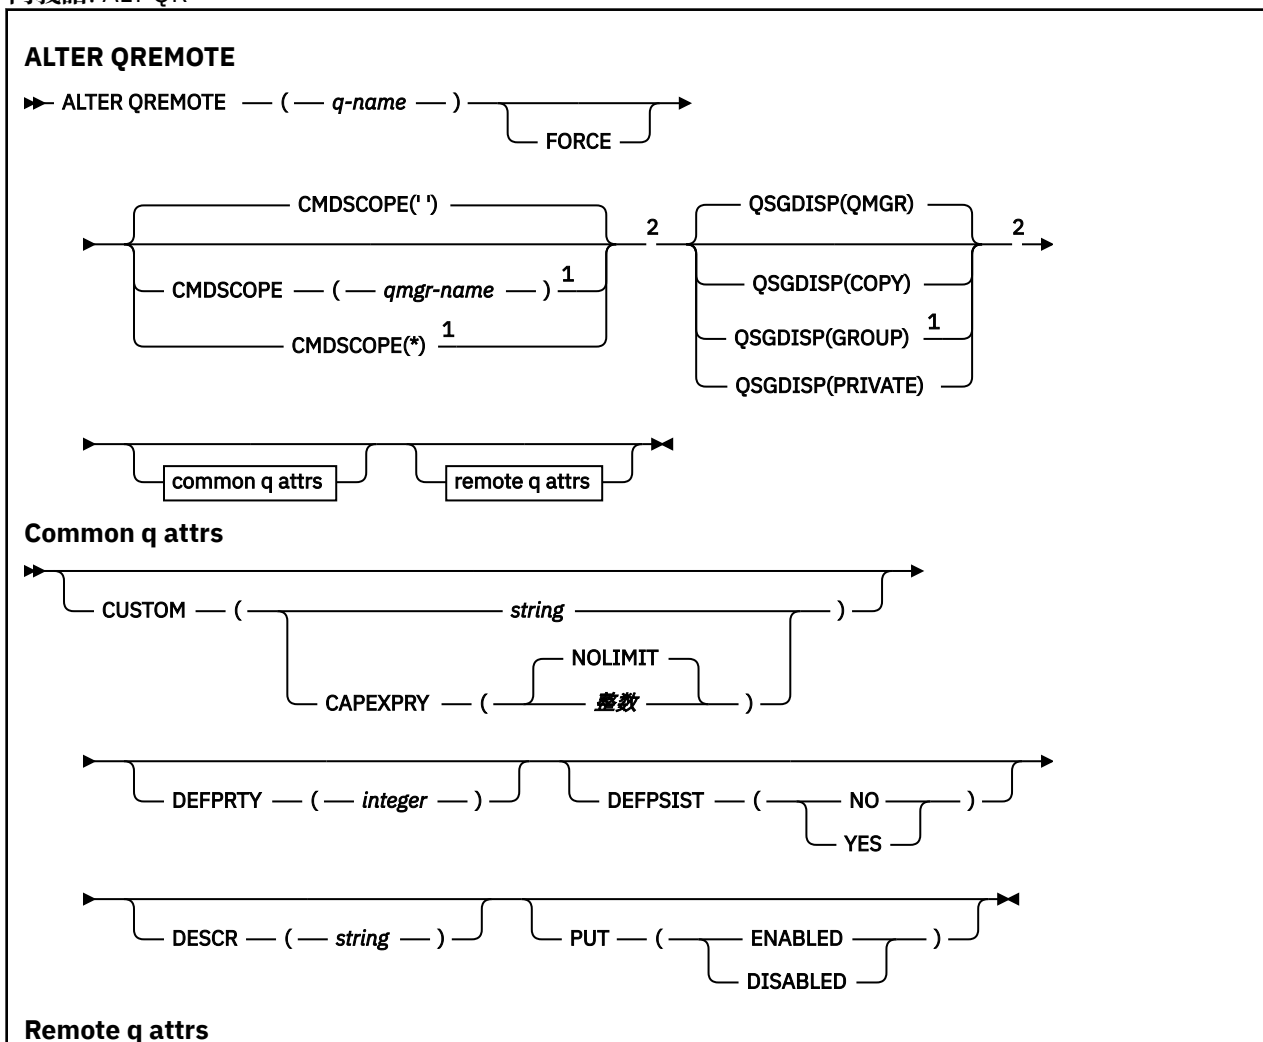 ALTER QREMOTE
ALTER QREMOTE ( q-name )
FORCE
CMDSCOPE(' ')
CMDSCOPE ( qmgr-name ) 1
CMDSCOPE(*) 1
2
QSGDISP(QMGR)
QSGDISP(COPY)
QSGDISP(GROUP) 1
QSGDISP(PRIVATE)
2
common q attrs
remote q attrs
Common q attrs
CUSTOM ( string )
CAPEXPRY ( NOLIMIT
整数 )
DEFPRTY ( integer )
DEFPSIST ( NO )
YES
DESCR ( string )
PUT ( ENABLED )
DISABLED
Remote q attrs